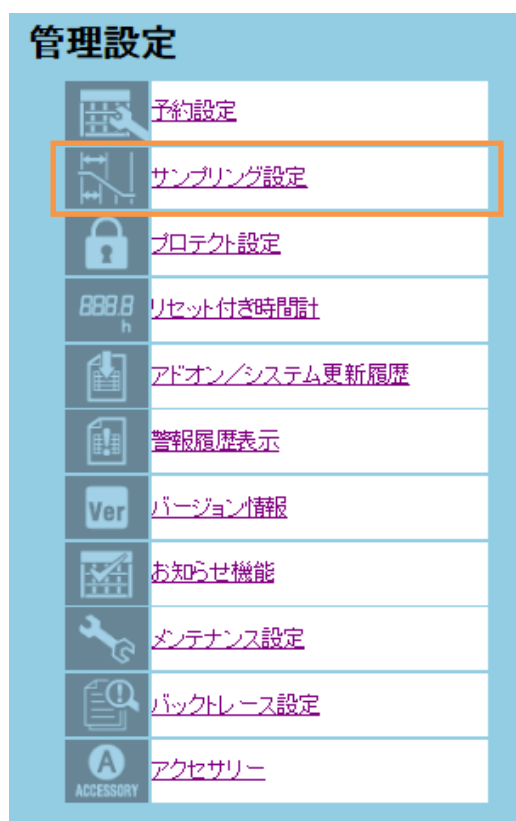 管理設定
予約設定
サンプリング設定
プロテクト設定
888.8
h
リセット付き時間計
アドオン／システム更新履歴
警報履歴表示
Ver
バージョン情報
お知らせ機能
メンテナンス設定
バックトレース設定
A
ACCESSORY
アクセサリー